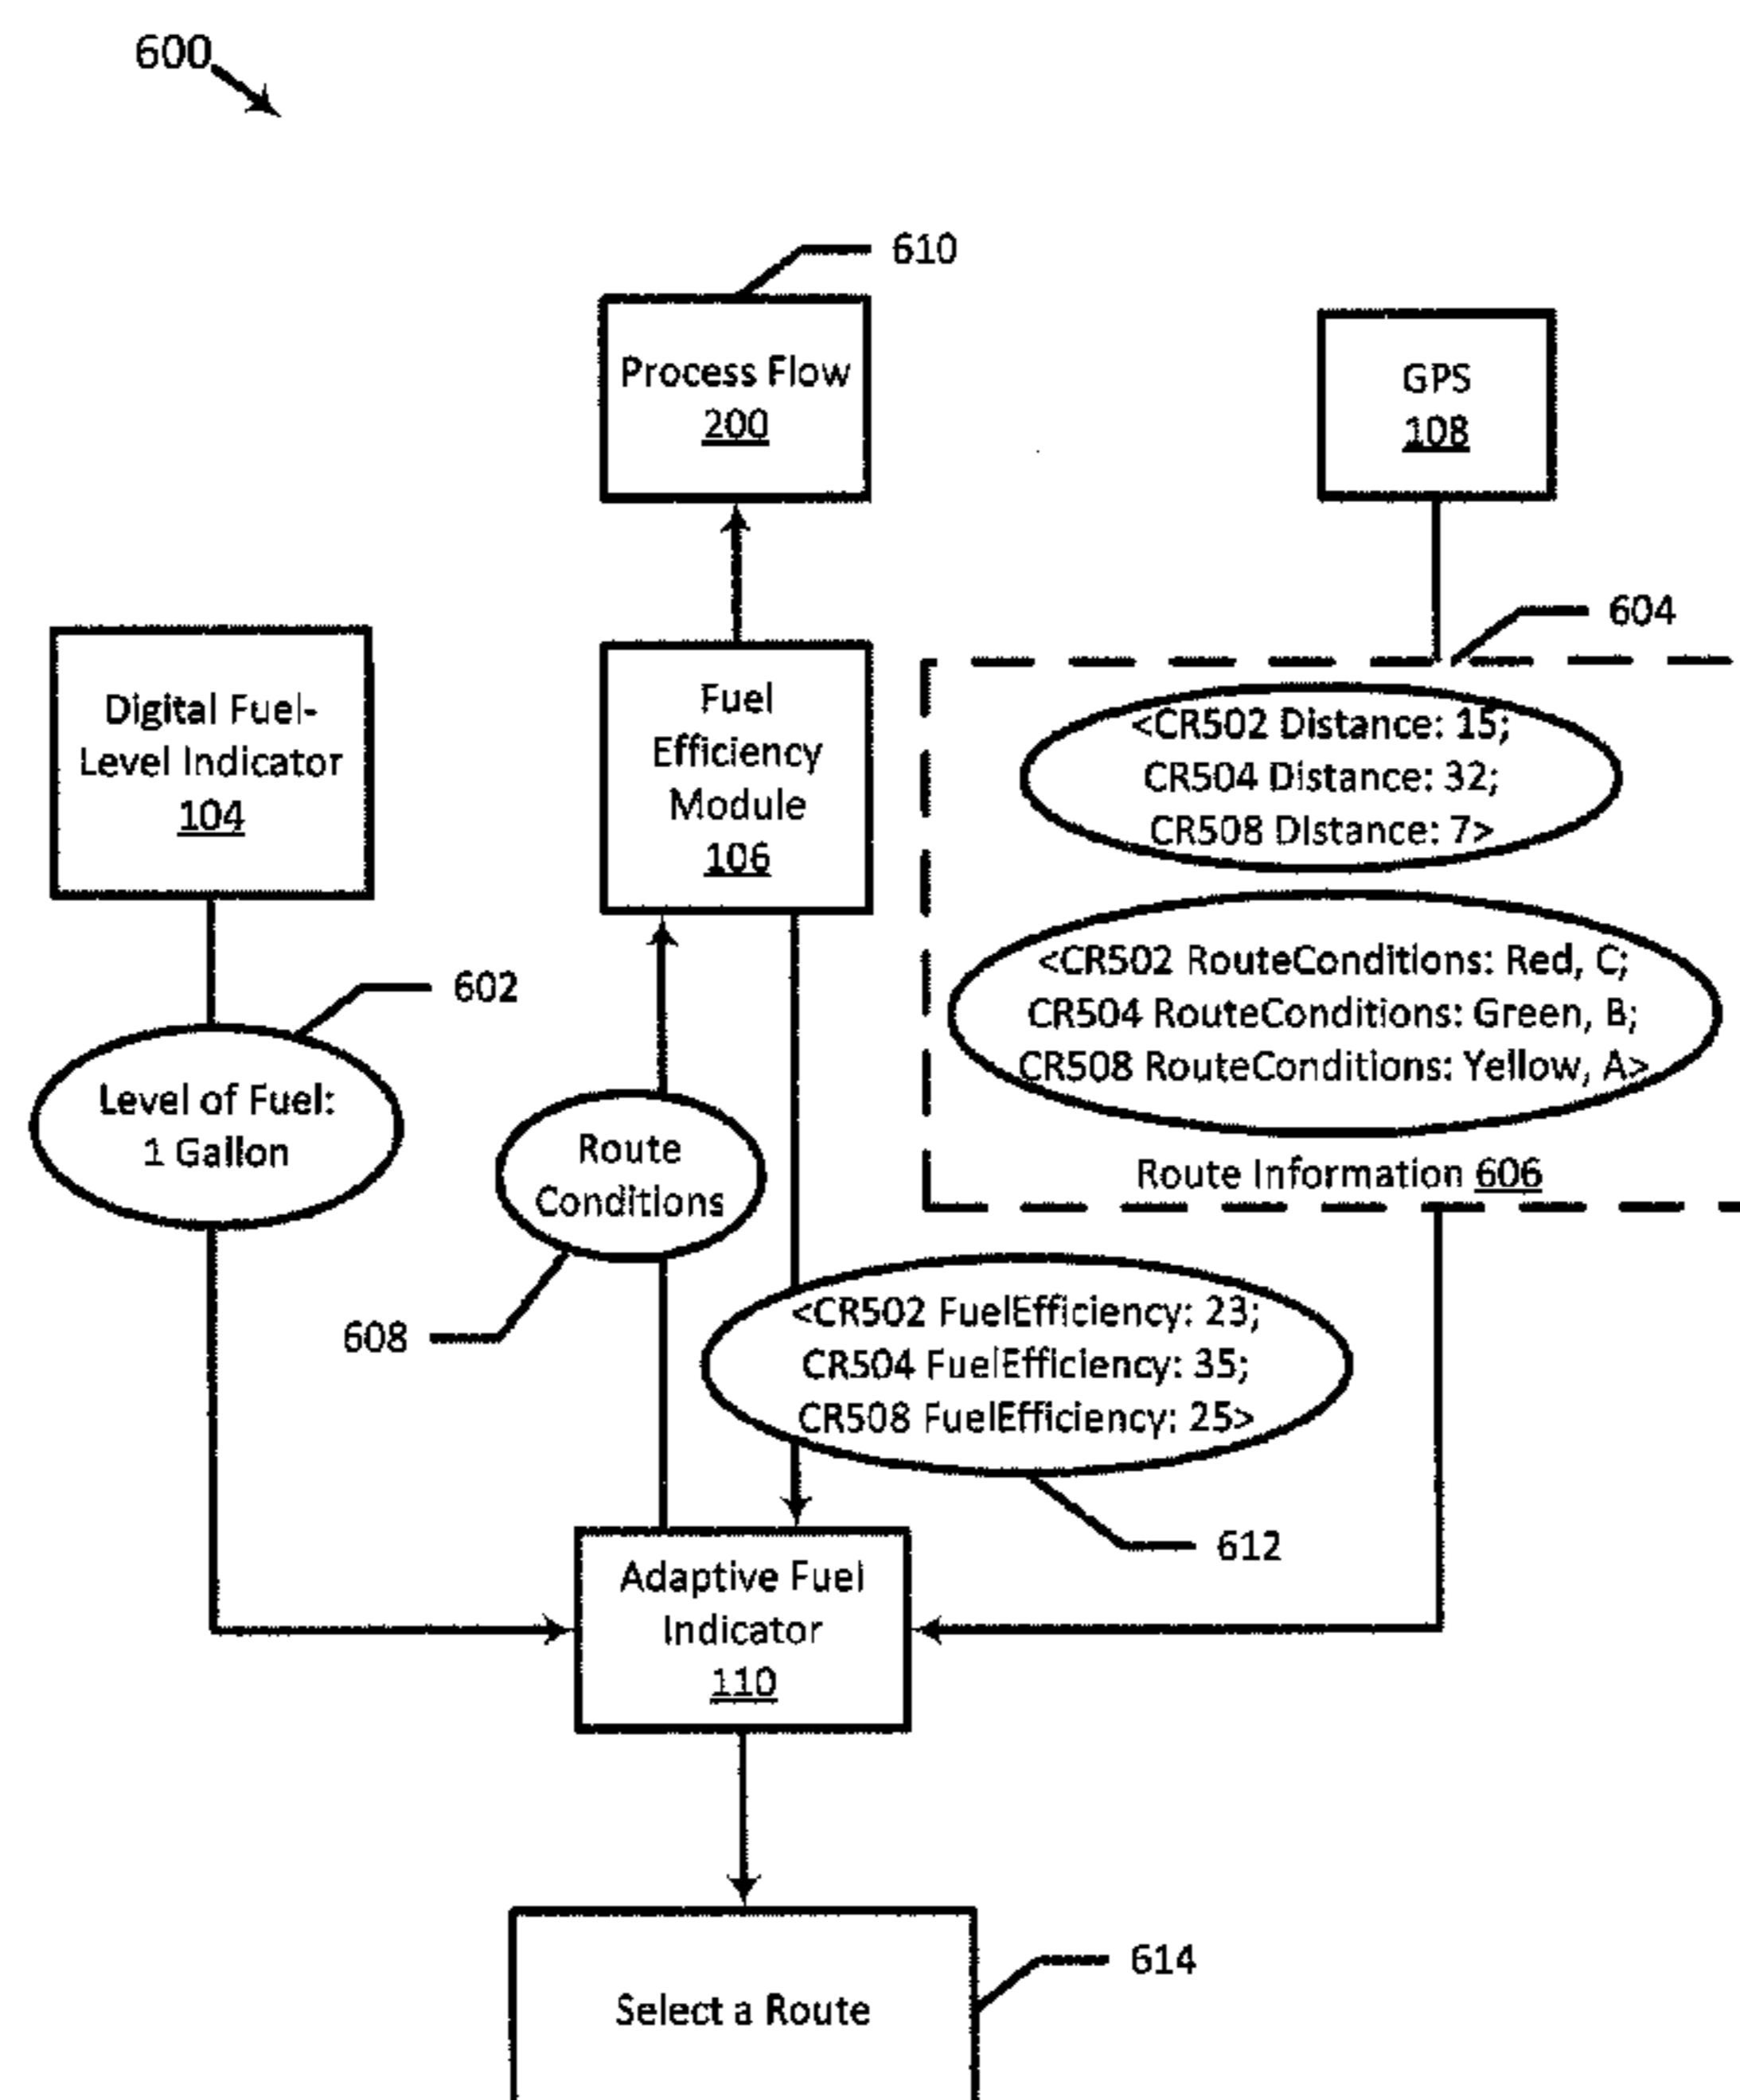 600
610
Process Flow
200
GPS
108
604
Digital Fuel-
Level Indicator
104
Fuel
Efficiency
Module
106
<CR502 Distance: 15;
CR504 Distance: 32;
CR508 Distance: 7>
<CR502 RouteConditions: Red, C;
CR504 RouteConditions: Green, B;
CR508 RouteConditions: Yellow, A>
Route Information 606
602
Level of Fuel:
1 Gallon
Route
Conditions
608
<CR502 FuelEfficiency: 23;
CR504 FuelEfficiency: 35;
CR508 FuelEfficiency: 25>
612
Adaptive Fuel
Indicator
110
614
Select a Route